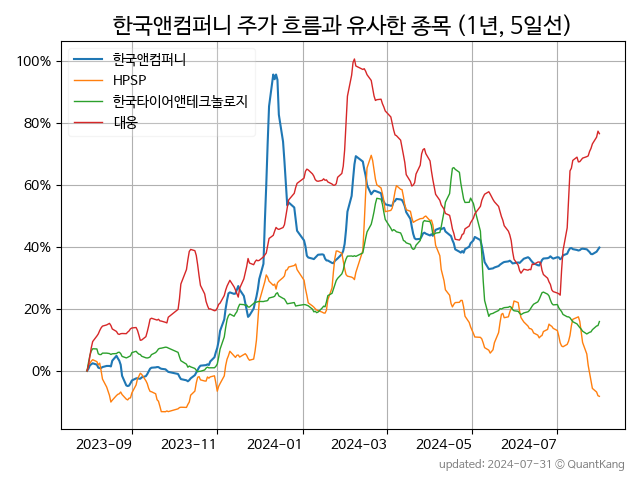 한국앤컴퍼니 주가 흐름과 유사한 종목 (1년, 5일선)
100%
80%
60%
40%
20%
0%
한국앤컴퍼니
HPSP
한국타이어앤테크놀로지
대웅
2023-09
2023-11
2024-01
2024-03
2024-05
2024-07
updated: 2024-07-31 © QuantKang